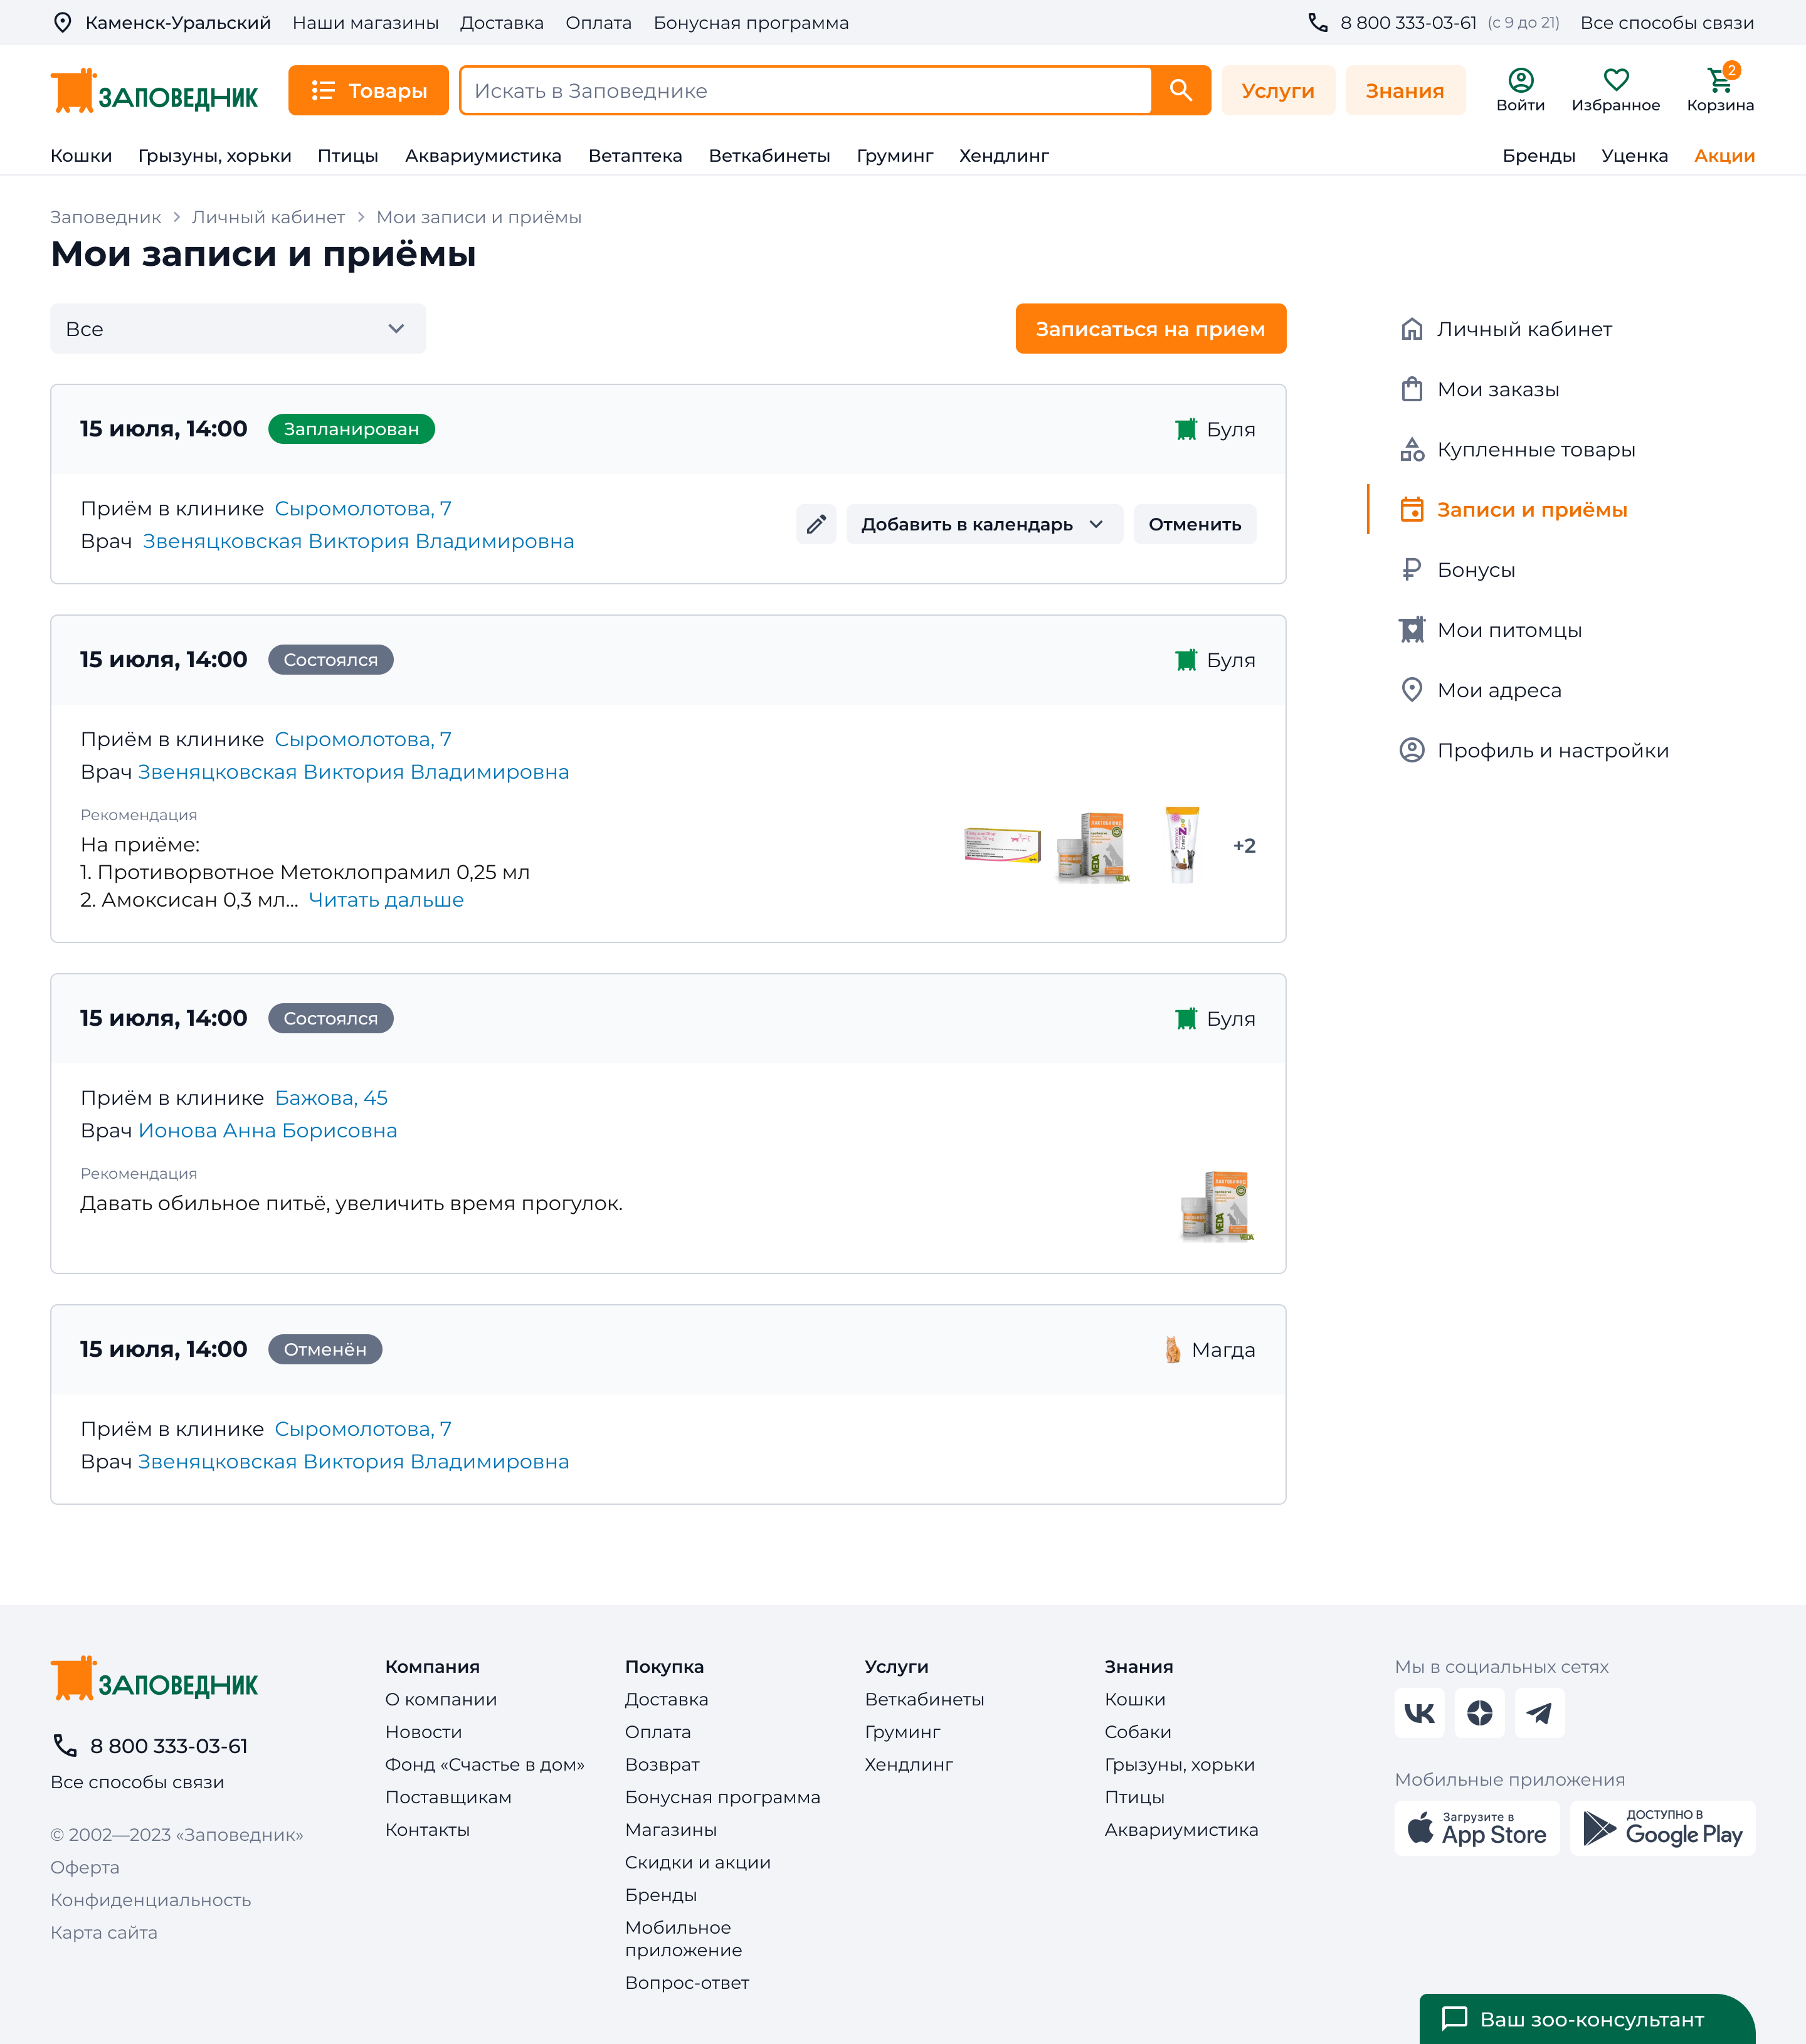 Каменск-Уральский Наши магазины Доставка Оплата Бонусная программа 8 800 333-03-61 (с 9 до 21) Все способы связи
ЗАПОВЕДНИК Товары Искать в Заповеднике Услуги Знания Войти Избранное 2 Корзина
Кошки Грызуны, хорьки Птицы Аквариумистика Ветаптека Веткабинеты Груминг Хендлинг Бренды Уценка Акции
Заповедник > Личный кабинет > Мои записи и приёмы
Мои записи и приёмы
Все
Записаться на прием
15 июля, 14:00 Запланирован Буля
Приём в клинике Сыромолотова, 7
Врач Звеняцковская Виктория Владимировна
Добавить в календарь Отменить
15 июля, 14:00 Состоялся Буля
Приём в клинике Сыромолотова, 7
Врач Звеняцковская Виктория Владимировна
Рекомендация
На приёме:
1. Противорвотное Метоклопрамил 0,25 мл
2. Амоксисан 0,3 мл... Читать дальше
VEDA
VEDA
+2
15 июля, 14:00 Состоялся Буля
Приём в клинике Бажова, 45
Врач Ионова Анна Борисовна
Рекомендация
Давать обильное питьё, увеличить время прогулок.
VEDA
VEDA
15 июля, 14:00 Отменён Магда
Приём в клинике Сыромолотова, 7
Врач Звеняцковская Виктория Владимировна
Личный кабинет
Мои заказы
Купленные товары
Записи и приёмы
Бонусы
Мои питомцы
Мои адреса
Профиль и настройки
ЗАПОВЕДНИК
8 800 333-03-61
Все способы связи
© 2002—2023 «Заповедник»
Оферта
Конфиденциальность
Карта сайта
Компания
О компании
Новости
Фонд «Счастье в дом»
Поставщикам
Контакты
Покупка
Доставка
Оплата
Возврат
Бонусная программа
Магазины
Скидки и акции
Бренды
Мобильное
приложение
Вопрос-ответ
Услуги
Веткабинеты
Груминг
Хендлинг
Знания
Кошки
Собаки
Грызуны, хорьки
Птицы
Аквариумистика
Мы в социальных сетях
Мобильные приложения
Загрузите в
App Store
ДОСТУПНО В
Google Play
Ваш зоо-консультант